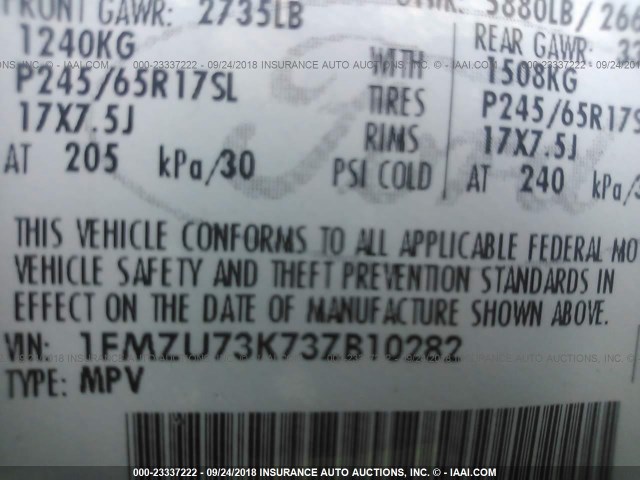 FRONT GAWR: 2735LB
5880LB/
1240KG
WITH
REAR GAWR:
P245/65R17SL
TIRES
1508KG
17X7.5J
RIMS
P245/65R17S
AT 205 kPa/30
PSI COLD
17X7.5J
AT 240 kPa/
Ford
THIS VEHICLE CONFORMS TO ALL APPLICABLE FEDERAL MO
VEHICLE SAFETY AND THEFT PREVENTION STANDARDS IN
EFFECT ON THE DATE OF MANUFACTURE SHOWN ABOVE.
VIN: 1FMZU73K73ZB10282
TYPE: MPV
000-23337222 - 09/24/2018 INSURANCE AUTO AUCTIONS, INC. - © IAAI.COM